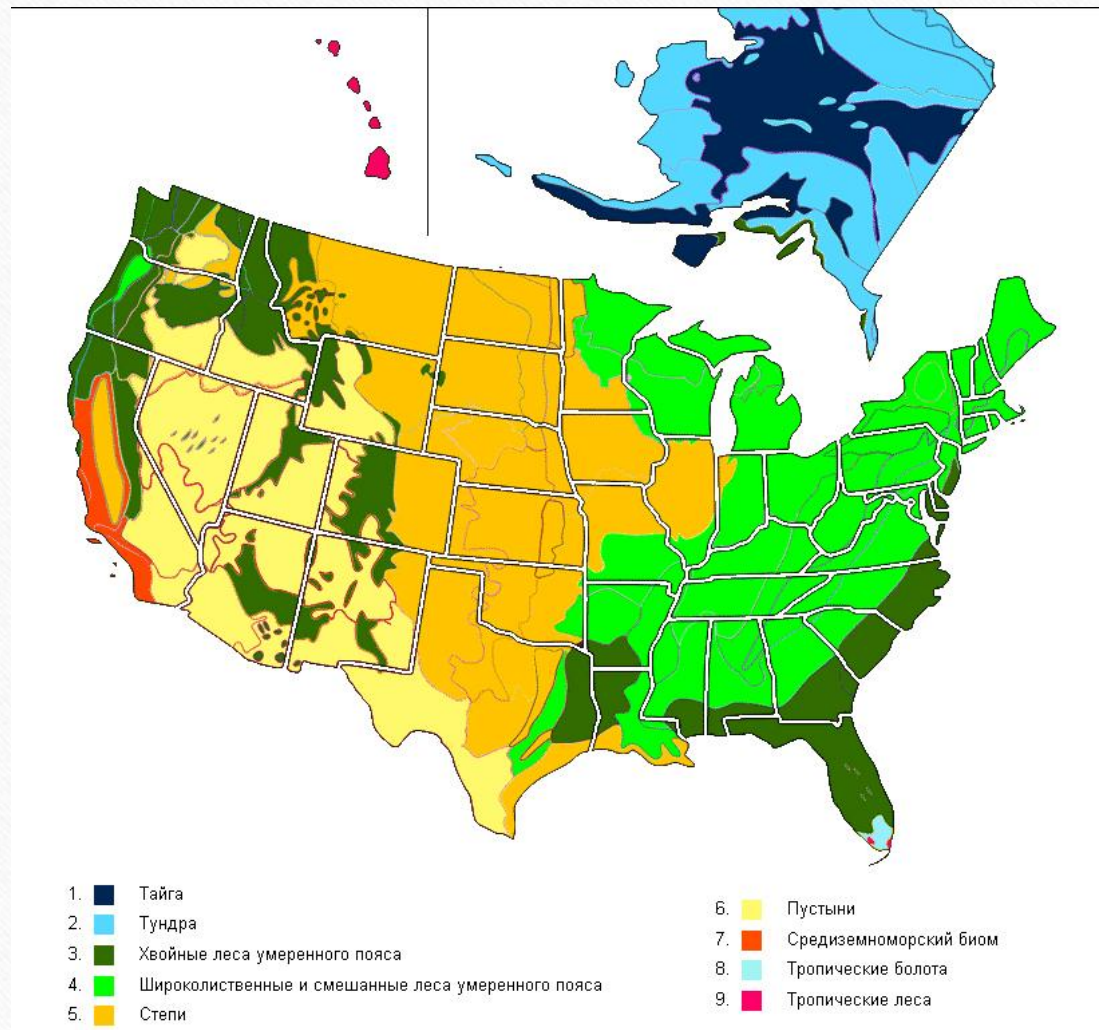 1. Тайга
2. Тундра
3. Хвойные леса умеренного пояса
4. Широколиственные и смешанные леса умеренного пояса
5. Степи
6. Пустыни
7. Средиземноморский биом
8. Тропические болота
9. Тропические леса